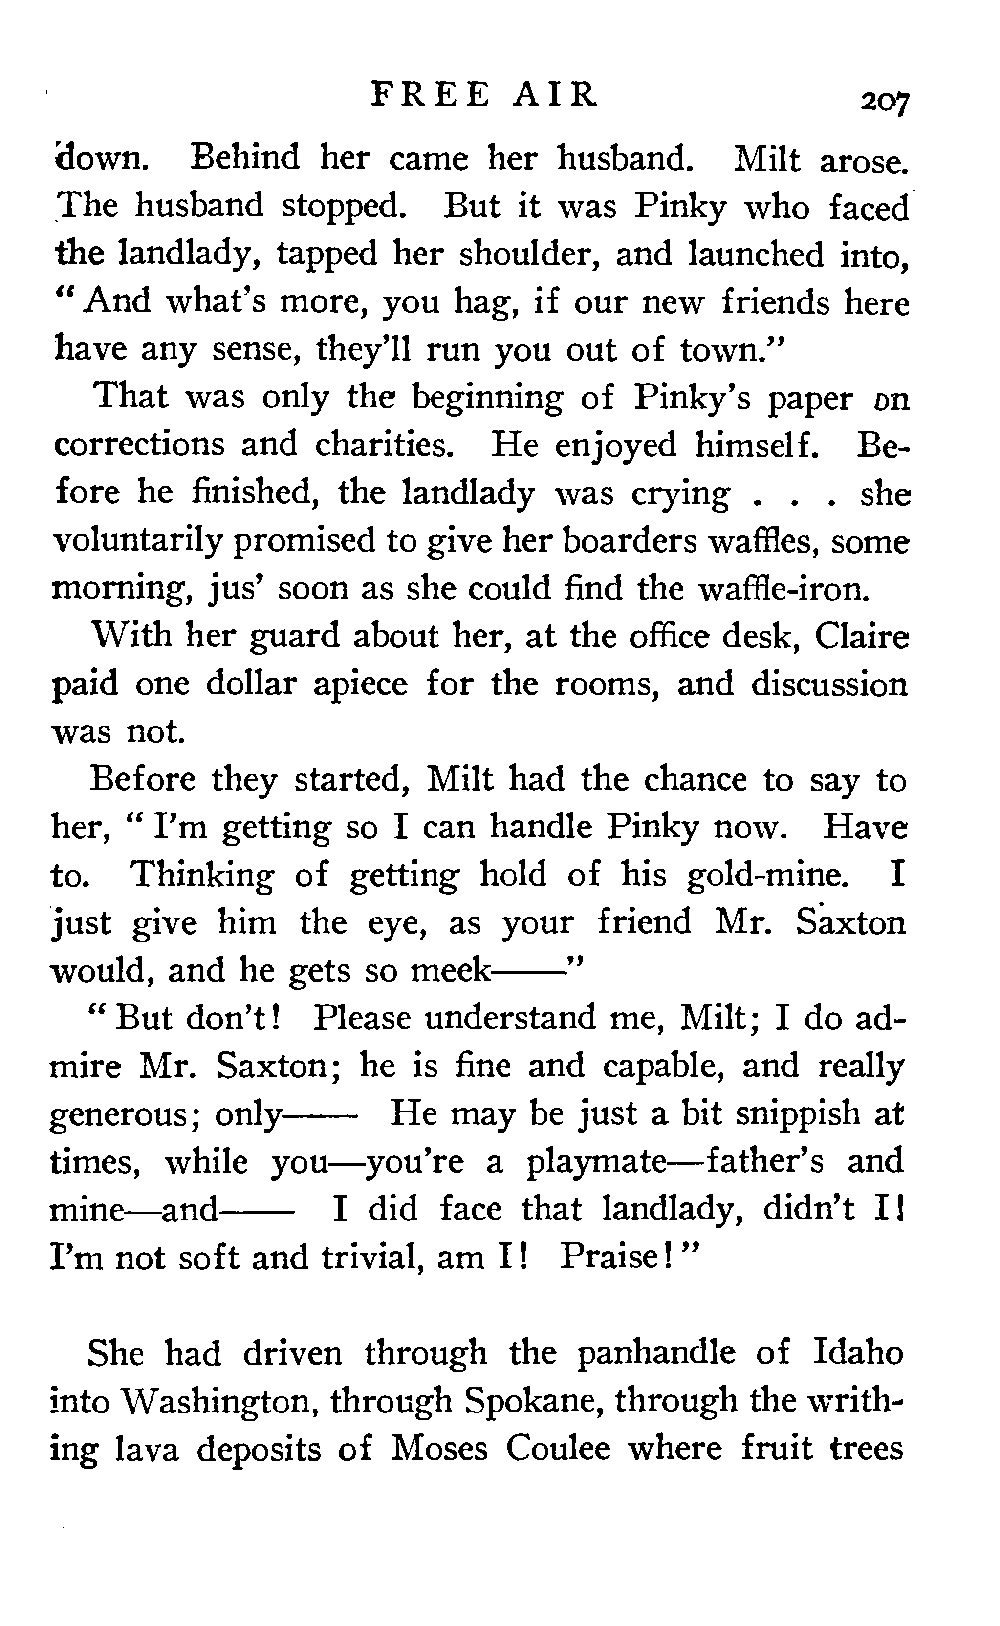 FREE AIR 207
down. Behind her came her husband. Milt arose.
The husband stopped. But it was Pinky who faced
the landlady, tapped her shoulder, and launched into,
“And what’s more, you hag, if our new friends here
have any sense, they’ll run you out of town.”
That was only the beginning of Pinky’s paper on
corrections and charities. He enjoyed himself. Be-
fore he finished, the landlady was crying . . . she
voluntarily promised to give her boarders waffles, some
morning, jus’ soon as she could find the waffle-iron.
With her guard about her, at the office desk, Claire
paid one dollar apiece for the rooms, and discussion
was not.
Before they started, Milt had the chance to say to
her, “I’m getting so I can handle Pinky now. Have
to. Thinking of getting hold of his gold-mine. I
just give him the eye, as your friend Mr. Saxton
would, and he gets so meek——”
“But don’t! Please understand me, Milt; I do ad-
mire Mr. Saxton; he is fine and capable, and really
generous; only—— He may be just a bit snippish at
times, while you—you’re a playmate—father’s and
mine—and—— I did face that landlady, didn’t I!
I’m not soft and trivial, am I! Praise!”
She had driven through the panhandle of Idaho
into Washington, through Spokane, through the writh-
ing lava deposits of Moses Coulee where fruit trees